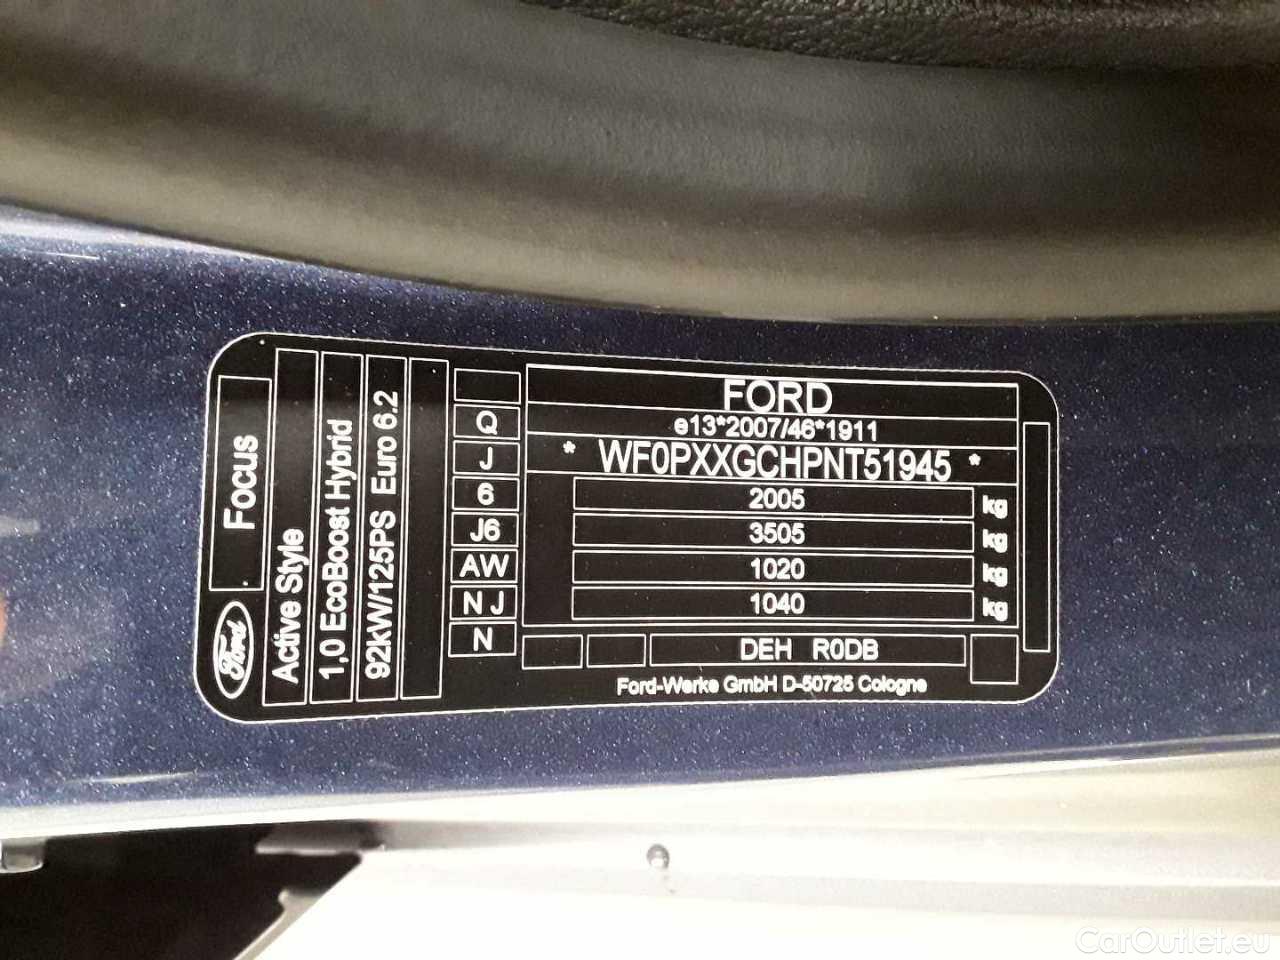 FORD
e13*2007/46*1911
* WF0PXXGCHPNT51945 *
2005 kg
3505 kg
1020 kg
1040 kg
DEH R0DB
Ford-Werke GmbH D-50725 Cologne
Q
J
6
J6
AW
N J
N
Focus
Active Style
1,0 EcoBoost Hybrid
92kW/125PS Euro 6.2
Ford
CarOutlet.eu